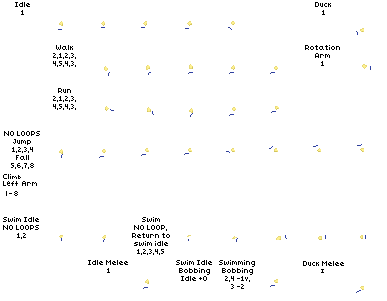 Idle
1
Duck
1
Walk
2,1,2,3,
4,5,4,3,
Rotation
Arm
1
Run
2,1,2,3,
4,5,4,3,
NO LOOPS
Jump
1,2,3,4
Fall
5,6,7,8
Climb
Left Arm
1-8
Swim Idle
NO LOOPS
1,2
Swim
NO LOOP,
Return to
swim idle
1,2,3,4,5
Idle Melee
1
Swim Idle
Bobbing
Idle +0
Swimming
Bobbing
2,4 -1v,
3 -2
Duck Melee
1